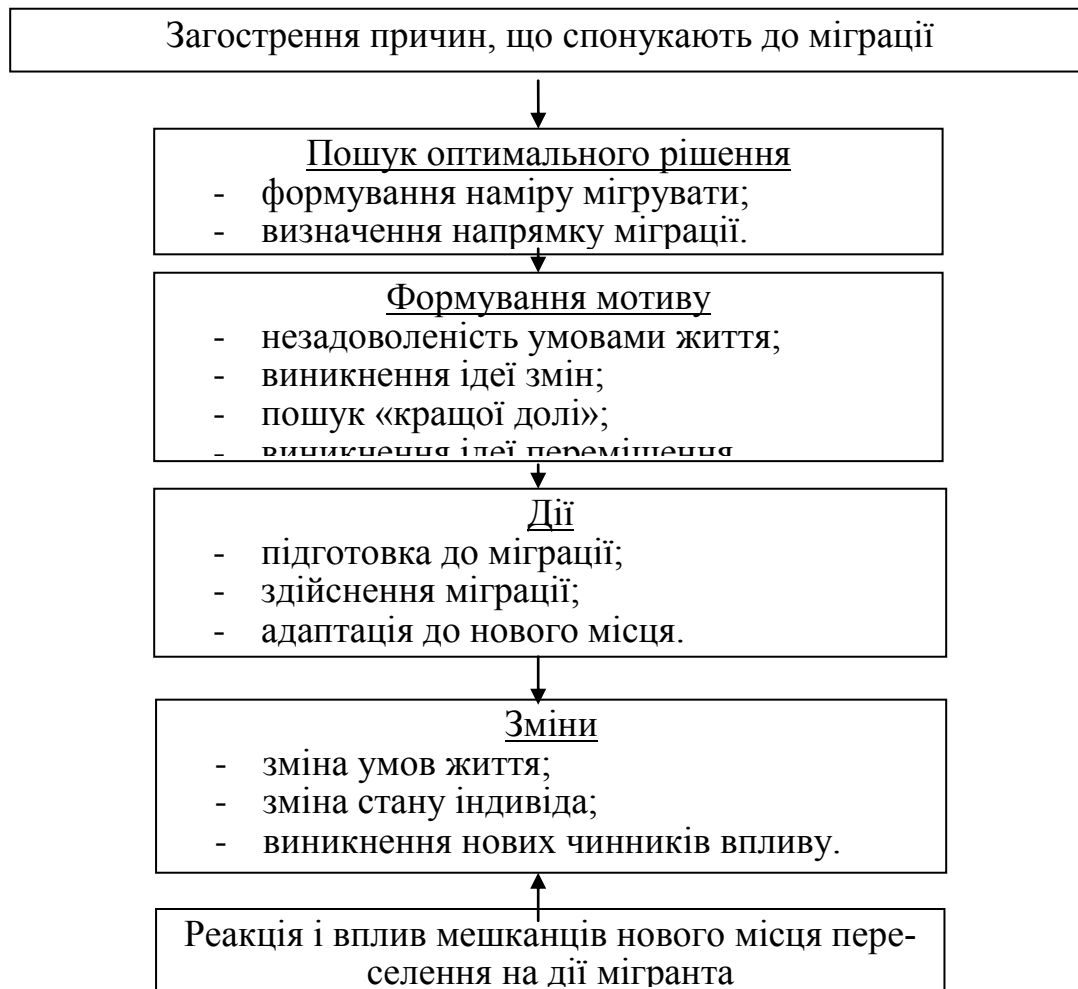 Загострення причин, що спонукають до міграції
Пошук оптимального рішення
- формування наміру мігрувати;
- визначення напрямку міграції.
Формування мотиву
- незадоволеність умовами життя;
- виникнення ідеї змін;
- пошук «кращої долі»;
- виникнення ідеї переміщення
Дії
- підготовка до міграції;
- здійснення міграції;
- адаптація до нового місця.
Зміни
- зміна умов життя;
- зміна стану індивіда;
- виникнення нових чинників впливу.
Реакція і вплив мешканців нового місця пере-
селення на дії мігранта